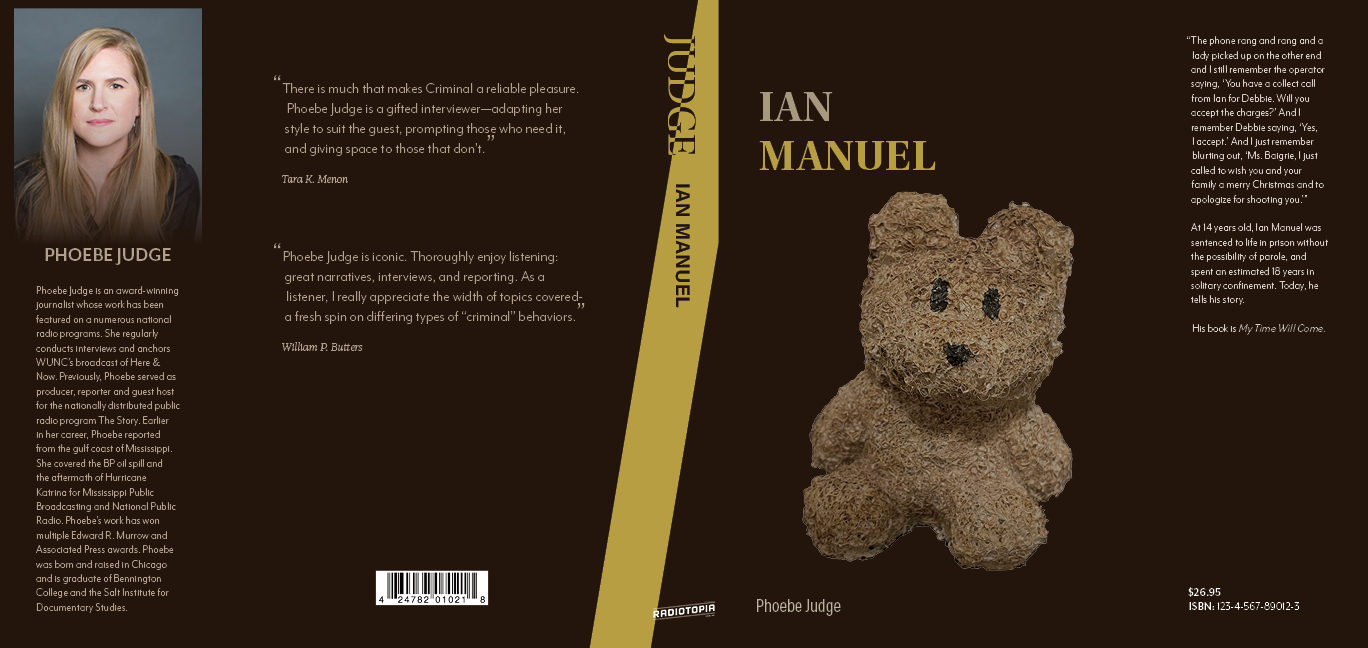 PHOEBE JUDGE
Phoebe Judge is an award-winning
journalist whose work has been
featured on a numerous national
radio programs. She regularly
conducts interviews and anchors
WUNC's broadcast of Here &
Now. Previously, Phoebe served as
producer, reporter and guest host
for the nationally distributed public
radio program The Story. Earlier
in her career, Phoebe reported
from the gulf coast of Mississippi.
She covered the BP oil spill and
the aftermath of Hurricane
Katrina for Mississippi Public
Broadcasting and National Public
Radio. Phoebe's work has won
multiple Edward R. Murrow and
Associated Press awards. Phoebe
was born and raised in Chicago
and is graduate of Bennington
College and the Salt Institute for
Documentary Studies.
“There is much that makes Criminal a reliable pleasure.
Phoebe Judge is a gifted interviewer—adapting her
style to suit the guest, prompting those who need it,
and giving space to those that don't.”
Tara K. Menon
“Phoebe Judge is iconic. Thoroughly enjoy listening:
great narratives, interviews, and reporting. As a
listener, I really appreciate the width of topics covered-
a fresh spin on differing types of “criminal” behaviors.”
William P. Butters
4 24782 01021 8
JUDGE
IAN MANUEL
RADIOTOPIA
IAN
MANUEL
Phoebe Judge
“The phone rang and rang and a
lady picked up on the other end
and I still remember the operator
saying, ‘You have a collect call
from Ian for Debbie. Will you
accept the charges?’ And I
remember Debbie saying, ‘Yes,
I accept.’ And I just remember
blurting out, ‘Ms. Baigrie, I just
called to wish you and your
family a merry Christmas and to
apologize for shooting you.’”
At 14 years old, Ian Manuel was
sentenced to life in prison without
the possibility of parole, and
spent an estimated 18 years in
solitary confinement. Today, he
tells his story.
His book is My Time Will Come.
$26.95
ISBN: 123-4-567-89012-3